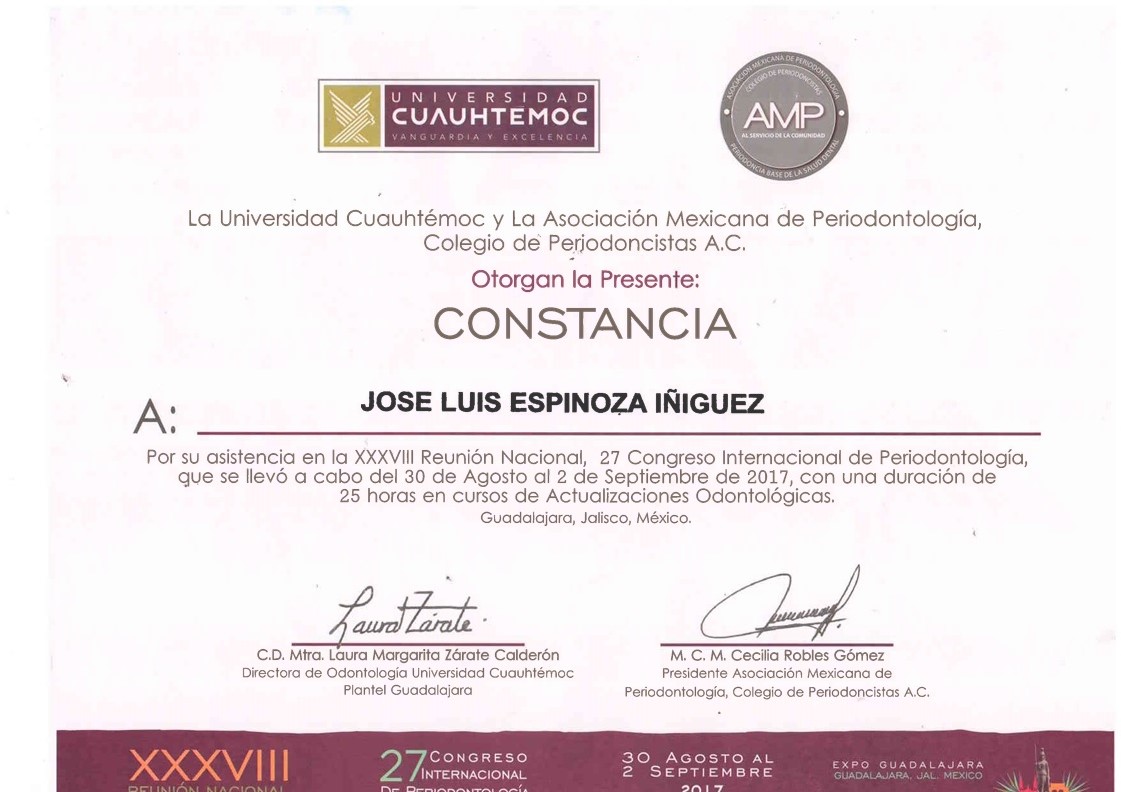 UNIVERSIDAD
CUAUHTÉMOC
VANGUARDIA Y EXCELENCIA
ASOCIACIÓN MEXICANA DE PERIODONTOLOGÍA
COLEGIO DE PERIODONCISTAS
AMP
AL SERVICIO DE LA COMUNIDAD
PERIODONCIA BASE DE LA SALUD DENTAL
La Universidad Cuauhtémoc y La Asociación Mexicana de Periodontología,
Colegio de Periodoncistas A.C.
Otorgan la Presente:
CONSTANCIA
JOSE LUIS ESPINOZA IÑIGUEZ
A:
Por su asistencia en la XXXVIII Reunión Nacional, 27 Congreso Internacional de Periodontología,
que se llevó a cabo del 30 de Agosto al 2 de Septiembre de 2017, con una duración de
25 horas en cursos de Actualizaciones Odontológicas.
Guadalajara, Jalisco, México.
Laura Zárate
C.D. Mtra. Laura Margarita Zárate Calderón
Directora de Odontología Universidad Cuauhtémoc
Plantel Guadalajara
M. C. M. Cecilia Robles Gómez
Presidente Asociación Mexicana de
Periodontología, Colegio de Periodoncistas A.C.
XXXVIII
REUNIÓN NACIONAL
27 CONGRESO
INTERNACIONAL
DE PERIODONTOLOGÍA
30 AGOSTO AL
2 SEPTIEMBRE
2017
EXPO GUADALAJARA
GUADALAJARA, JAL. MEXICO